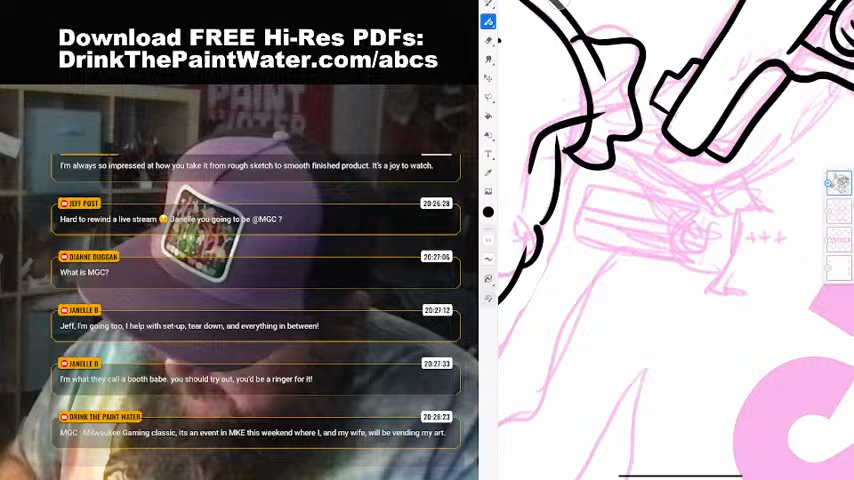 Download FREE Hi-Res PDFs:
DrinkThePaintWater.com/abcs
PAINT
WATER
I'm always so impressed at how you take it from rough sketch to smooth finished product. It's a joy to watch.
JEFF POST
20:26:28
Hard to rewind a live stream 😕 Janelle you going to be @MGC ?
DIANNE DUGGAN
20:27:06
What is MGC?
JANELLE B
20:27:12
Jeff, I'm going too, I help with set-up, tear down, and everything in between!
JANELLE B
20:27:33
I'm what they call a booth babe. you should try out, you'd be a ringer for it!
DRINK THE PAINT WATER
20:28:23
MGC : Milwaukee Gaming classic, its an event in MKE this weekend where I, and my wife, will be vending my art.